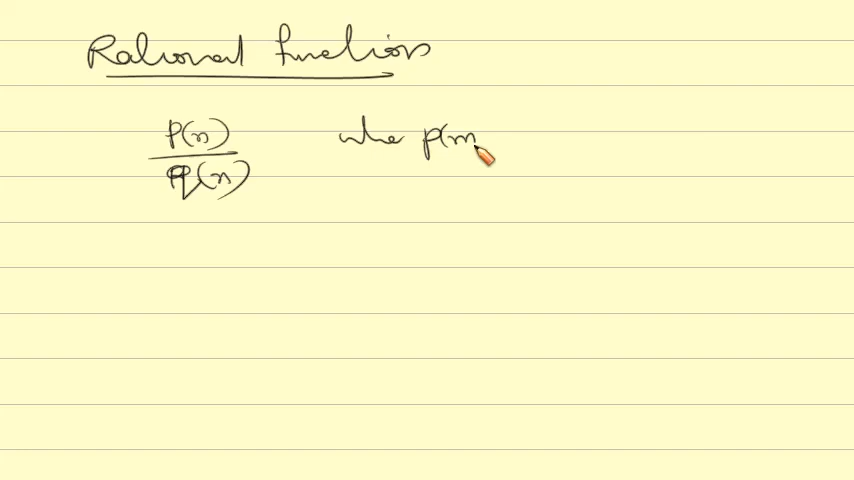 Rational functions
p(x) where p(x
q(x)